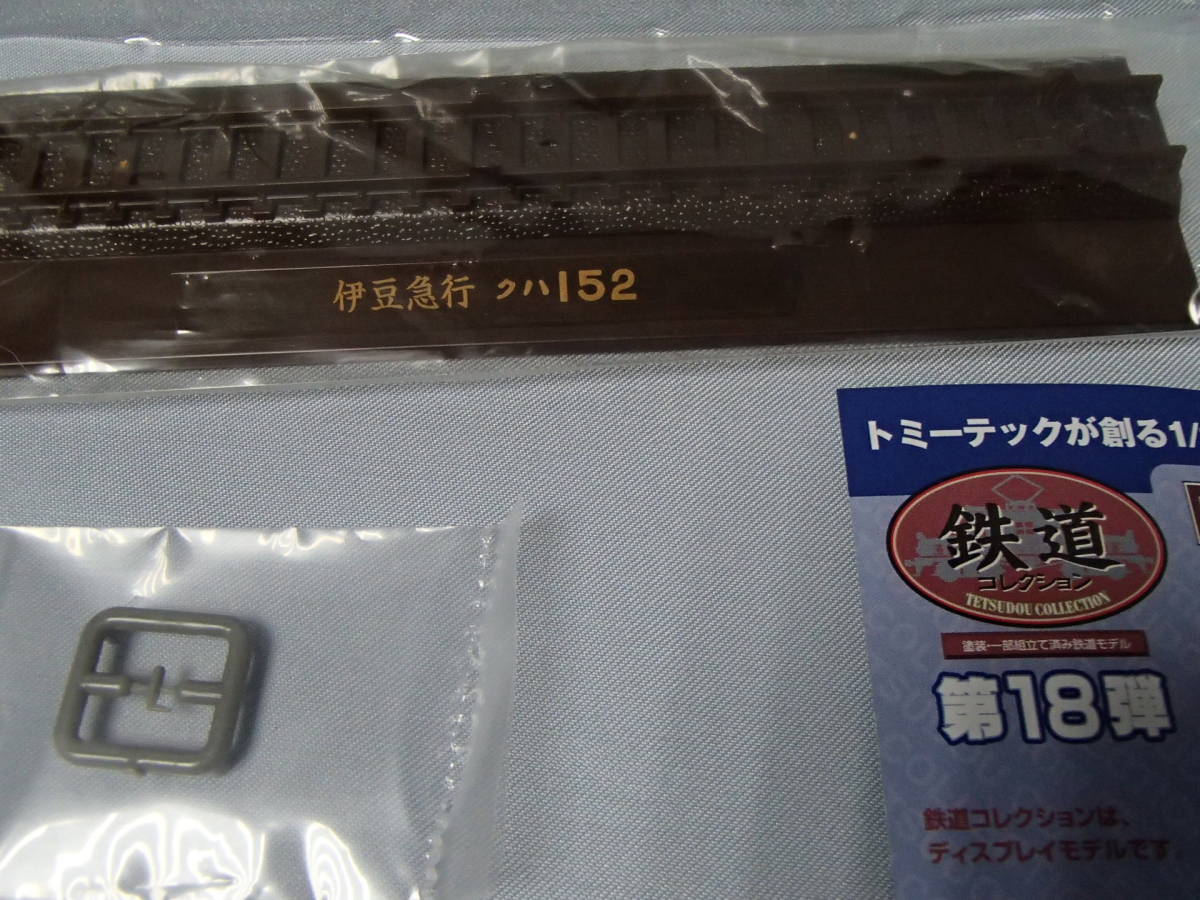 伊豆急行 クハ152
トミーテックが創る1/
鉄道
コレクション
TETSUDOU COLLECTION
塗装一部組立て済み鉄道モデル
第18弾
鉄道コレクションは、
ディスプレイモデルです